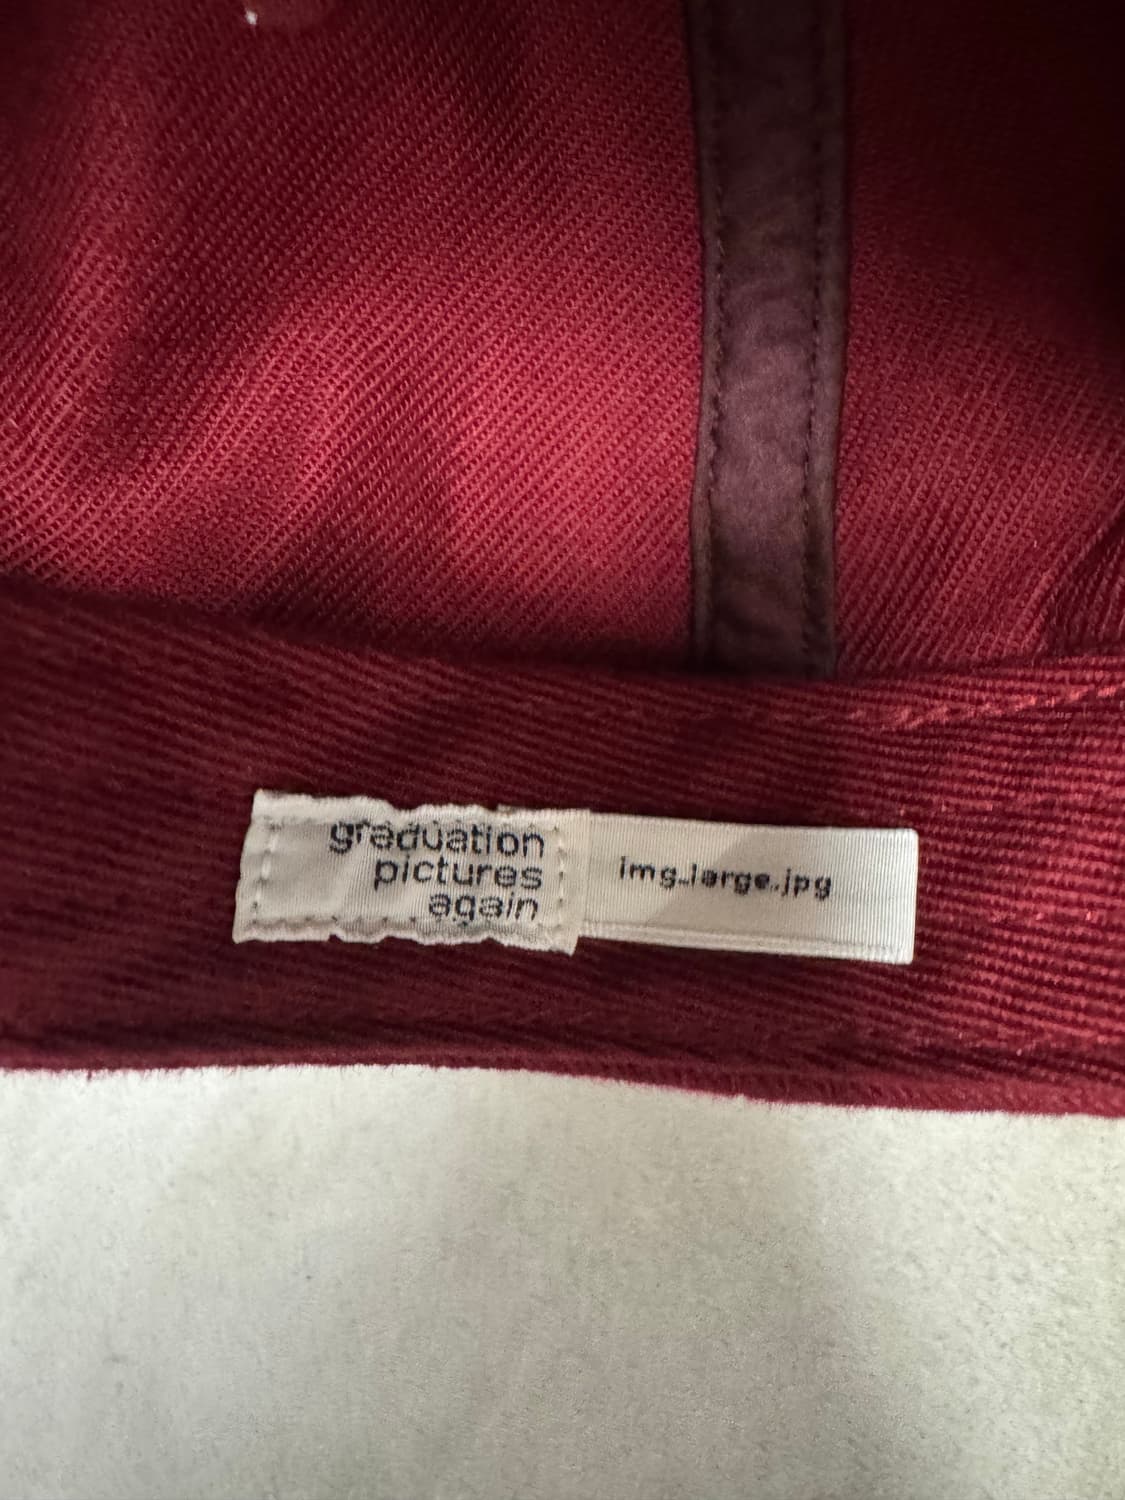 graduation
pictures
again
img_large.jpg